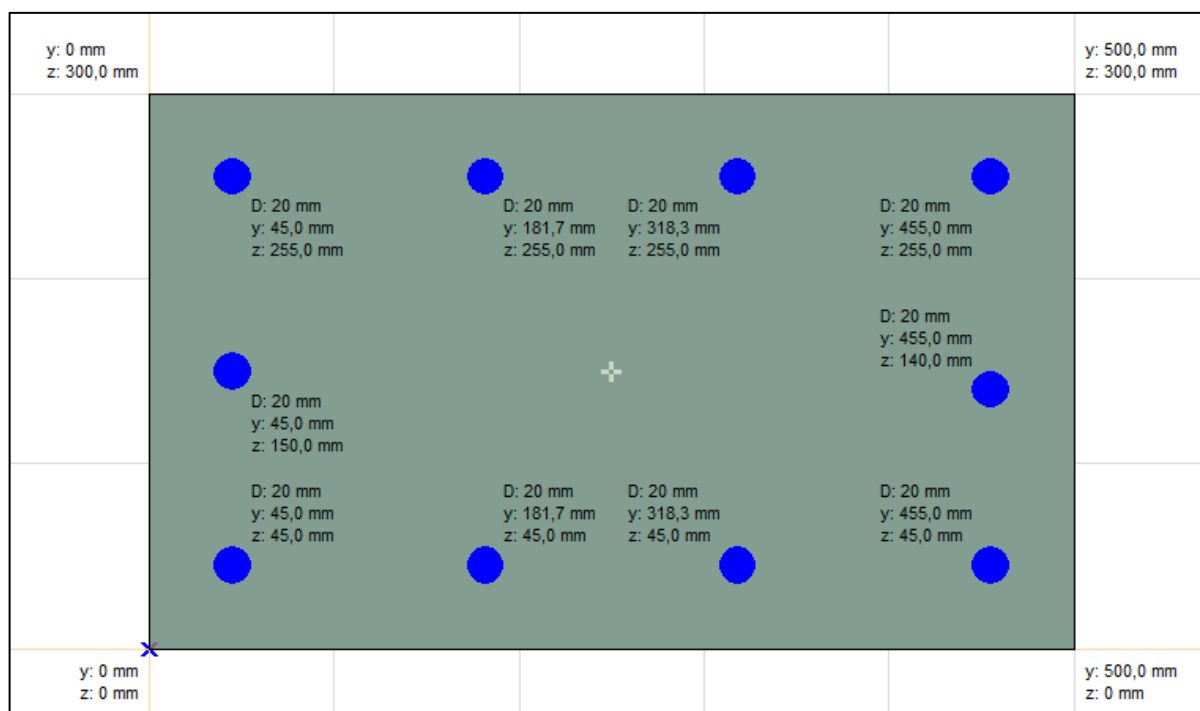 y: 0 mm
z: 300,0 mm
y: 500,0 mm
z: 300,0 mm
D: 20 mm
y: 45,0 mm
z: 255,0 mm
D: 20 mm
y: 181,7 mm
z: 255,0 mm
D: 20 mm
y: 318,3 mm
z: 255,0 mm
D: 20 mm
y: 455,0 mm
z: 255,0 mm
D: 20 mm
y: 455,0 mm
z: 140,0 mm
D: 20 mm
y: 45,0 mm
z: 150,0 mm
D: 20 mm
y: 45,0 mm
z: 45,0 mm
D: 20 mm
y: 181,7 mm
z: 45,0 mm
D: 20 mm
y: 318,3 mm
z: 45,0 mm
D: 20 mm
y: 455,0 mm
z: 45,0 mm
y: 0 mm
z: 0 mm
y: 500,0 mm
z: 0 mm